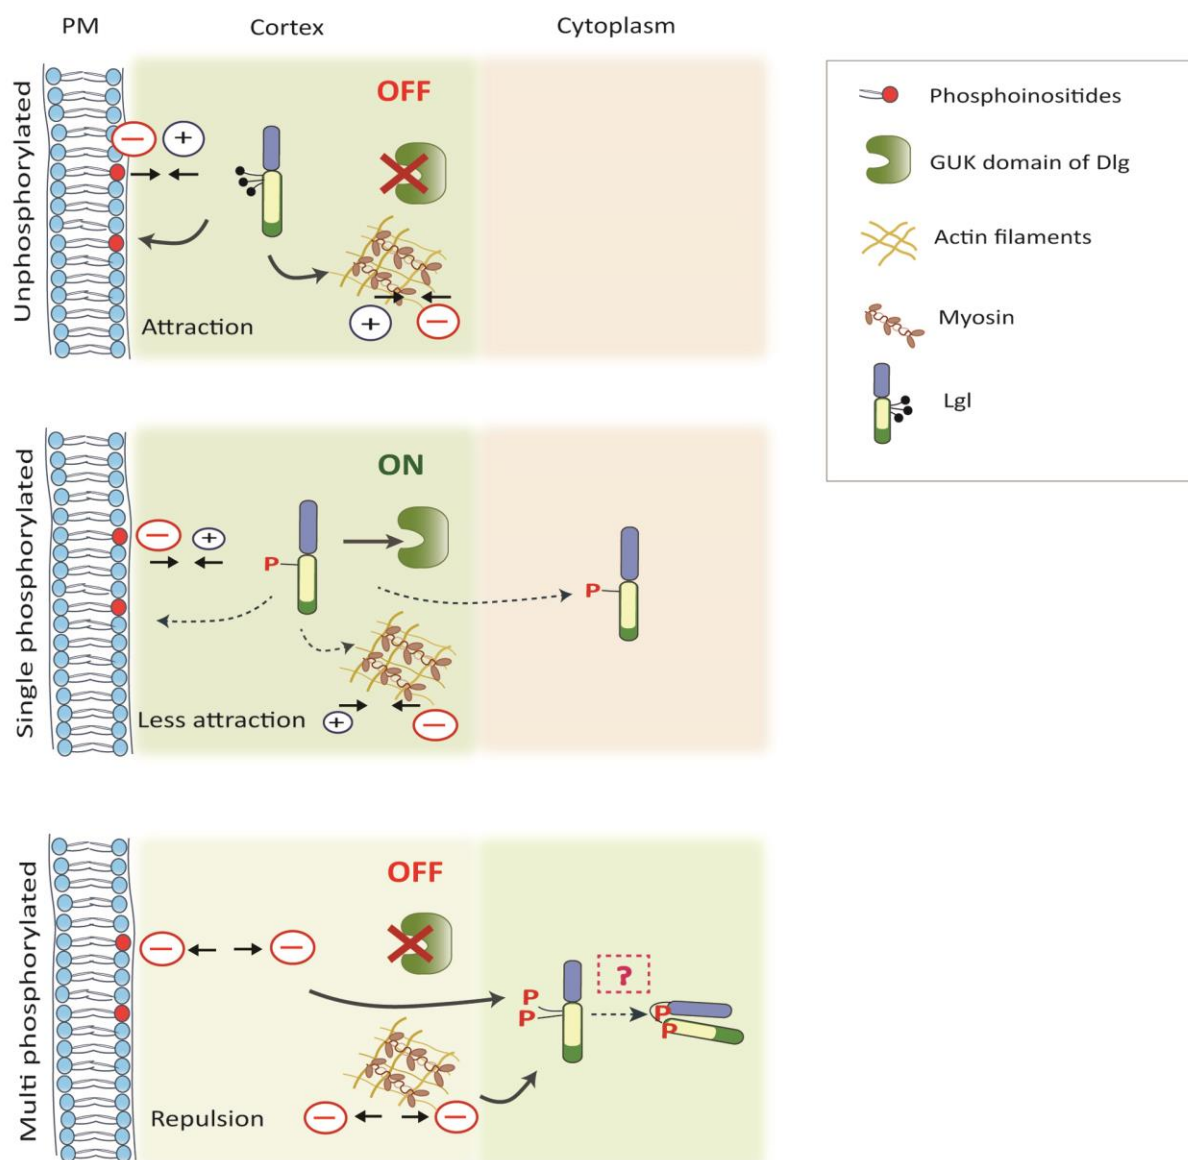 PM Cortex Cytoplasm
Unphosphorylated
OFF
Attraction
Phosphoinositides
GUK domain of Dlg
Actin filaments
Myosin
Lgl
Single phosphorylated
ON
P
P
Less attraction
Multi phosphorylated
OFF
?
P
P
P
P
Repulsion